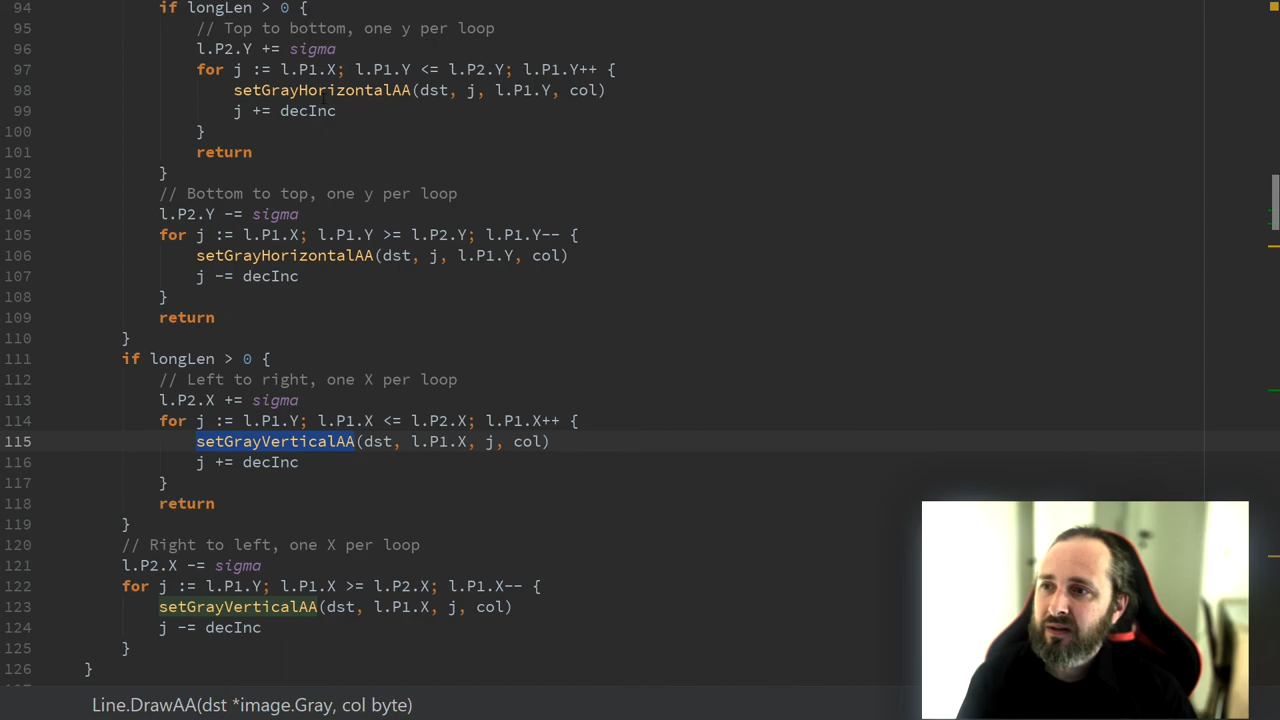 94 if longLen > 0 {
95 // Top to bottom, one y per loop
96 l.P2.Y += sigma
97 for j := l.P1.X; l.P1.Y <= l.P2.Y; l.P1.Y++ {
98 setGrayHorizontalAA(dst, j, l.P1.Y, col)
99 j += decInc
100 }
101 return
102 }
103 // Bottom to top, one y per loop
104 l.P2.Y -= sigma
105 for j := l.P1.X; l.P1.Y >= l.P2.Y; l.P1.Y-- {
106 setGrayHorizontalAA(dst, j, l.P1.Y, col)
107 j -= decInc
108 }
109 return
110 }
111 if longLen > 0 {
112 // Left to right, one X per loop
113 l.P2.X += sigma
114 for j := l.P1.Y; l.P1.X <= l.P2.X; l.P1.X++ {
115 setGrayVerticalAA(dst, l.P1.X, j, col)
116 j += decInc
117 }
118 return
119 }
120 // Right to left, one X per loop
121 l.P2.X -= sigma
122 for j := l.P1.Y; l.P1.X >= l.P2.X; l.P1.X-- {
123 setGrayVerticalAA(dst, l.P1.X, j, col)
124 j -= decInc
125 }
126 }
Line.DrawAA(dst *image.Gray, col byte)